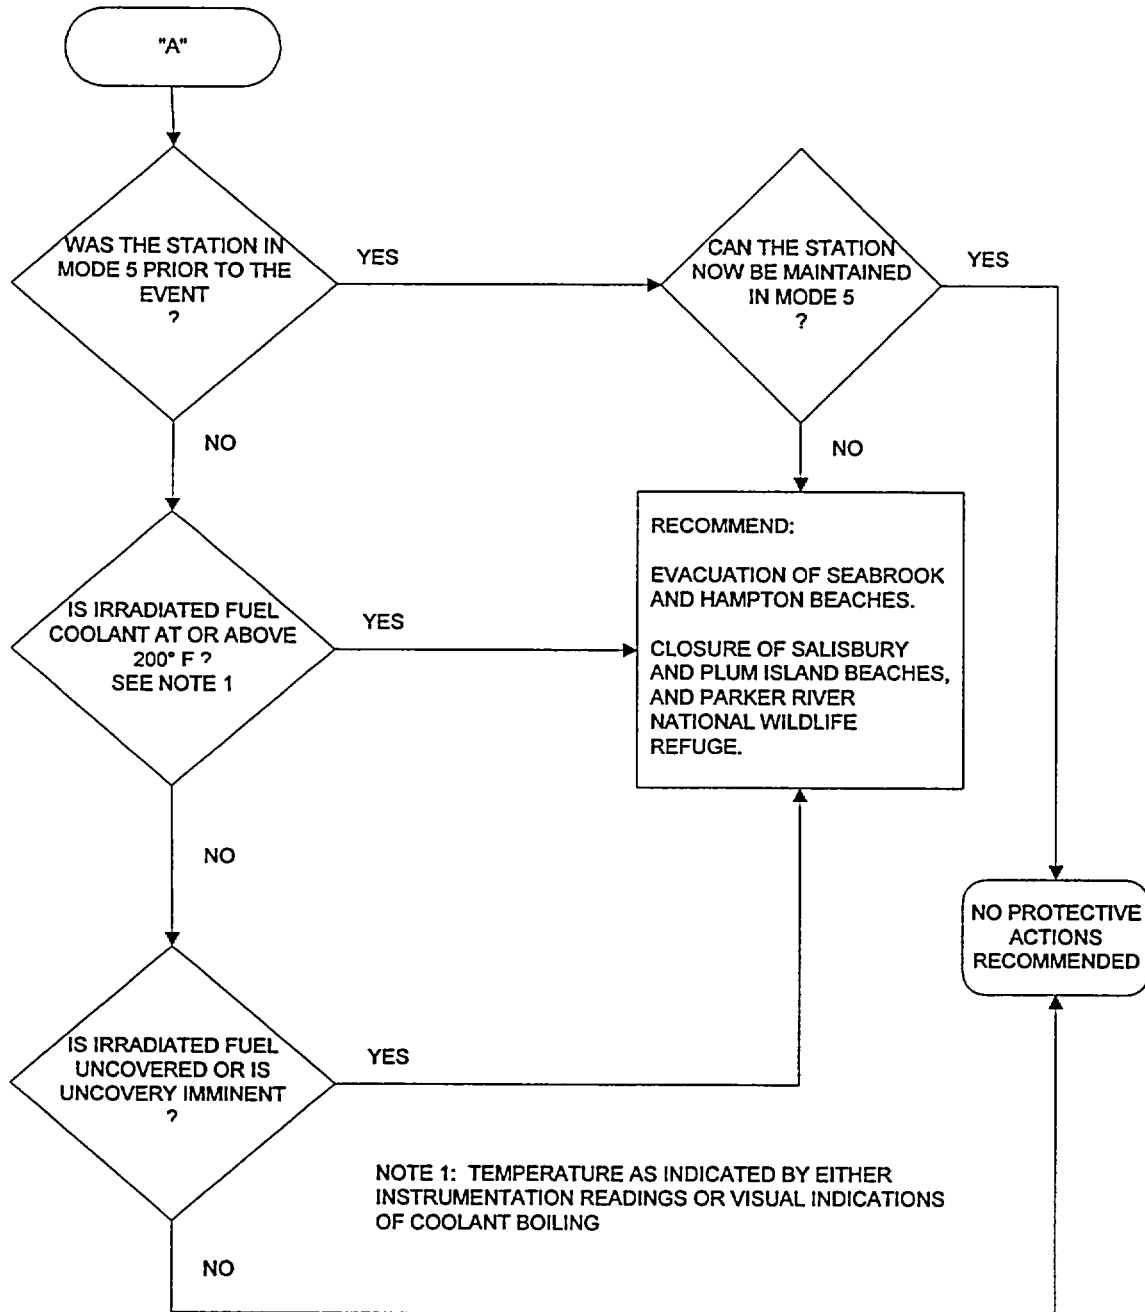 "A"
WAS THE STATION IN
MODE 5 PRIOR TO THE
EVENT
?
YES
CAN THE STATION
NOW BE MAINTAINED
IN MODE 5
?
YES
NO
NO
RECOMMEND:
EVACUATION OF SEABROOK
AND HAMPTON BEACHES.
CLOSURE OF SALISBURY
AND PLUM ISLAND BEACHES,
AND PARKER RIVER
NATIONAL WILDLIFE
REFUGE.
IS IRRADIATED FUEL
COOLANT AT OR ABOVE
200° F ?
SEE NOTE 1
YES
NO
NO PROTECTIVE
ACTIONS
RECOMMENDED
IS IRRADIATED FUEL
UNCOVERED OR IS
UNCOVERY IMMINENT
?
YES
NOTE 1: TEMPERATURE AS INDICATED BY EITHER
INSTRUMENTATION READINGS OR VISUAL INDICATIONS
OF COOLANT BOILING
NO